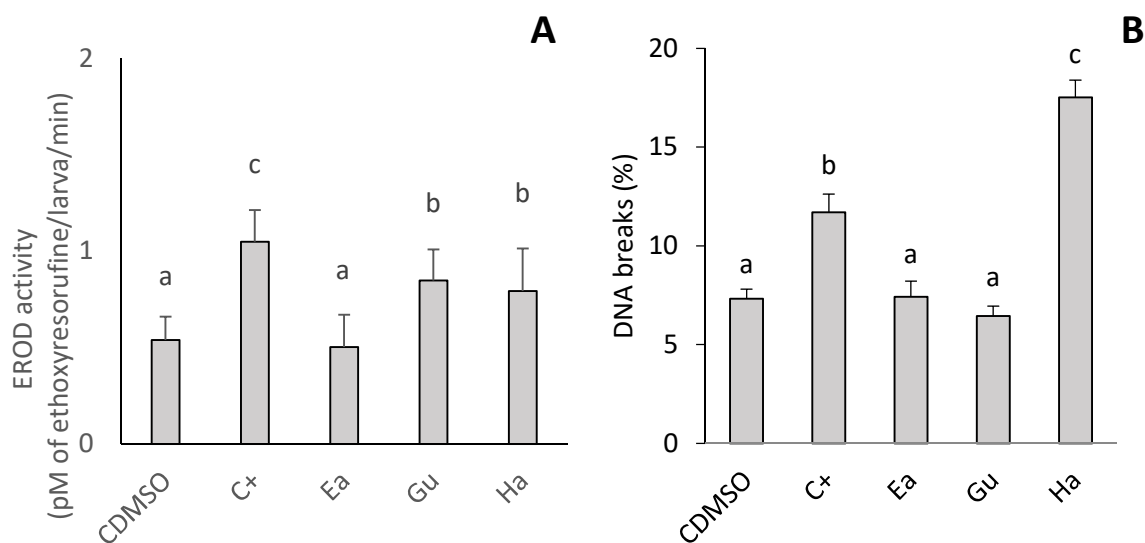 A
EROD activity
(pM of ethoxyresorufine/larva/min)
2
1
0
a
c
a
b
b
CDMSO
C+
Ea
Gu
Ha
B
DNA breaks (%)
20
15
10
5
0
a
b
a
a
c
CDMSO
C+
Ea
Gu
Ha